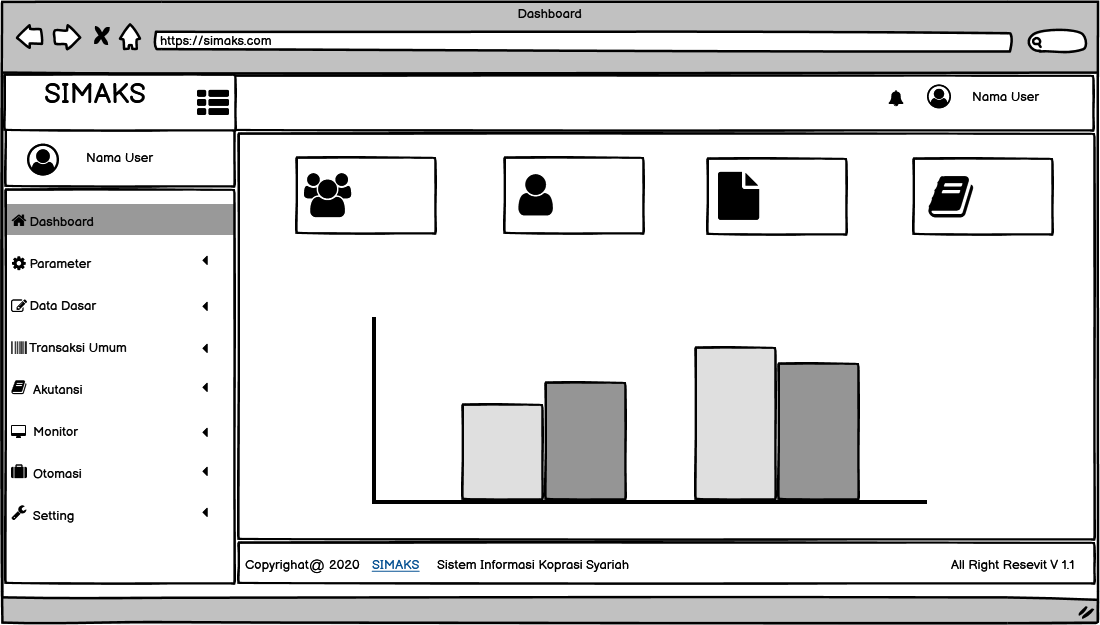 Dashboard
https://simaks.com
SIMAKS
Nama User
Nama User
Dashboard
Parameter
Data Dasar
Transaksi Umum
Akutansi
Monitor
Otomasi
Setting
Copyrighat@ 2020 SIMAKS Sistem Informasi Koprasi Syariah All Right Resevit V 1.1